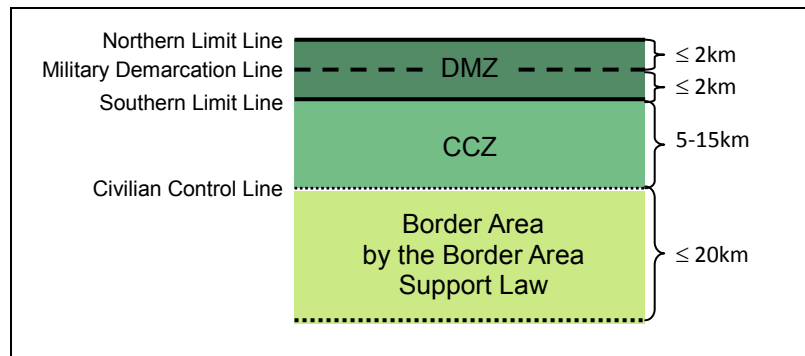 Northern Limit Line
≤ 2km
Military Demarcation Line
DMZ
≤ 2km
Southern Limit Line
5-15km
CCZ
Civilian Control Line
Border Area
by the Border Area
≤ 20km
Support Law